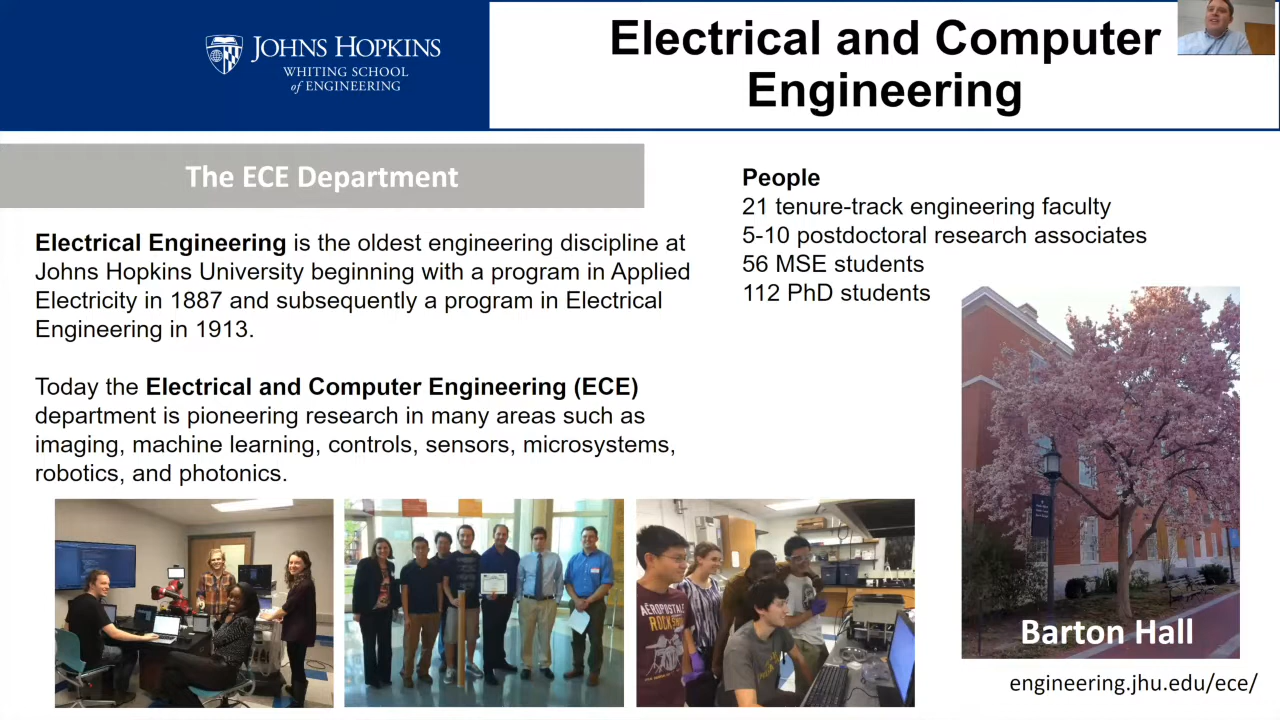 JOHNS HOPKINS
WHITING SCHOOL
of ENGINEERING
Electrical and Computer
Engineering
The ECE Department
Electrical Engineering is the oldest engineering discipline at
Johns Hopkins University beginning with a program in Applied
Electricity in 1887 and subsequently a program in Electrical
Engineering in 1913.
Today the Electrical and Computer Engineering (ECE)
department is pioneering research in many areas such as
imaging, machine learning, controls, sensors, microsystems,
robotics, and photonics.
People
21 tenure-track engineering faculty
5-10 postdoctoral research associates
56 MSE students
112 PhD students
AÉROPOSTALE
Barton Hall
engineering.jhu.edu/ece/